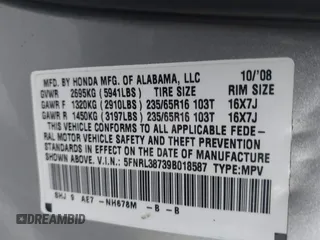 MFD. BY HONDA MFG. OF ALABAMA, LLC 10/'08
GVWR 2695KG (5941LBS) TIRE SIZE RIM SIZE
GAWR F 1320KG (2910LBS) 235/65R16 103T 16X7J
GAWR R 1450KG (3197LBS) 235/65R16 103T 16X7J
THIS VEHICLE CONFORMS TO ALL APPLICABLE FEDE-
RAL MOTOR VEHICLE SAFETY AND THEFT PREVENTION
STANDARDS IN EFFECT ON THE DATE OF MANUFACTURE
SHOWN ABOVE. V.I.N: 5FNRL38739B018587 TYPE:MPV
BHJ 9 AE7 -NH678M -B -B
DREAMBID